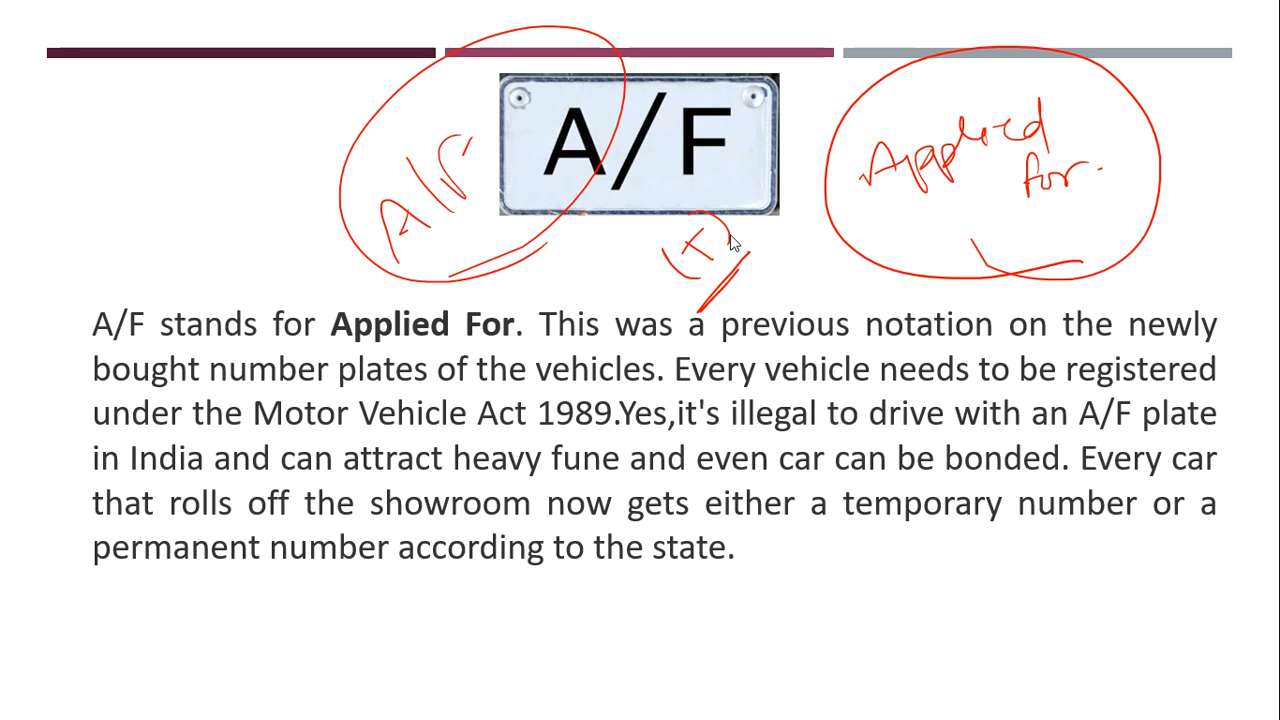 A/F
A/F
Applied
for.
(T)
A/F stands for Applied For. This was a previous notation on the newly
bought number plates of the vehicles. Every vehicle needs to be registered
under the Motor Vehicle Act 1989.Yes,it's illegal to drive with an A/F plate
in India and can attract heavy fune and even car can be bonded. Every car
that rolls off the showroom now gets either a temporary number or a
permanent number according to the state.